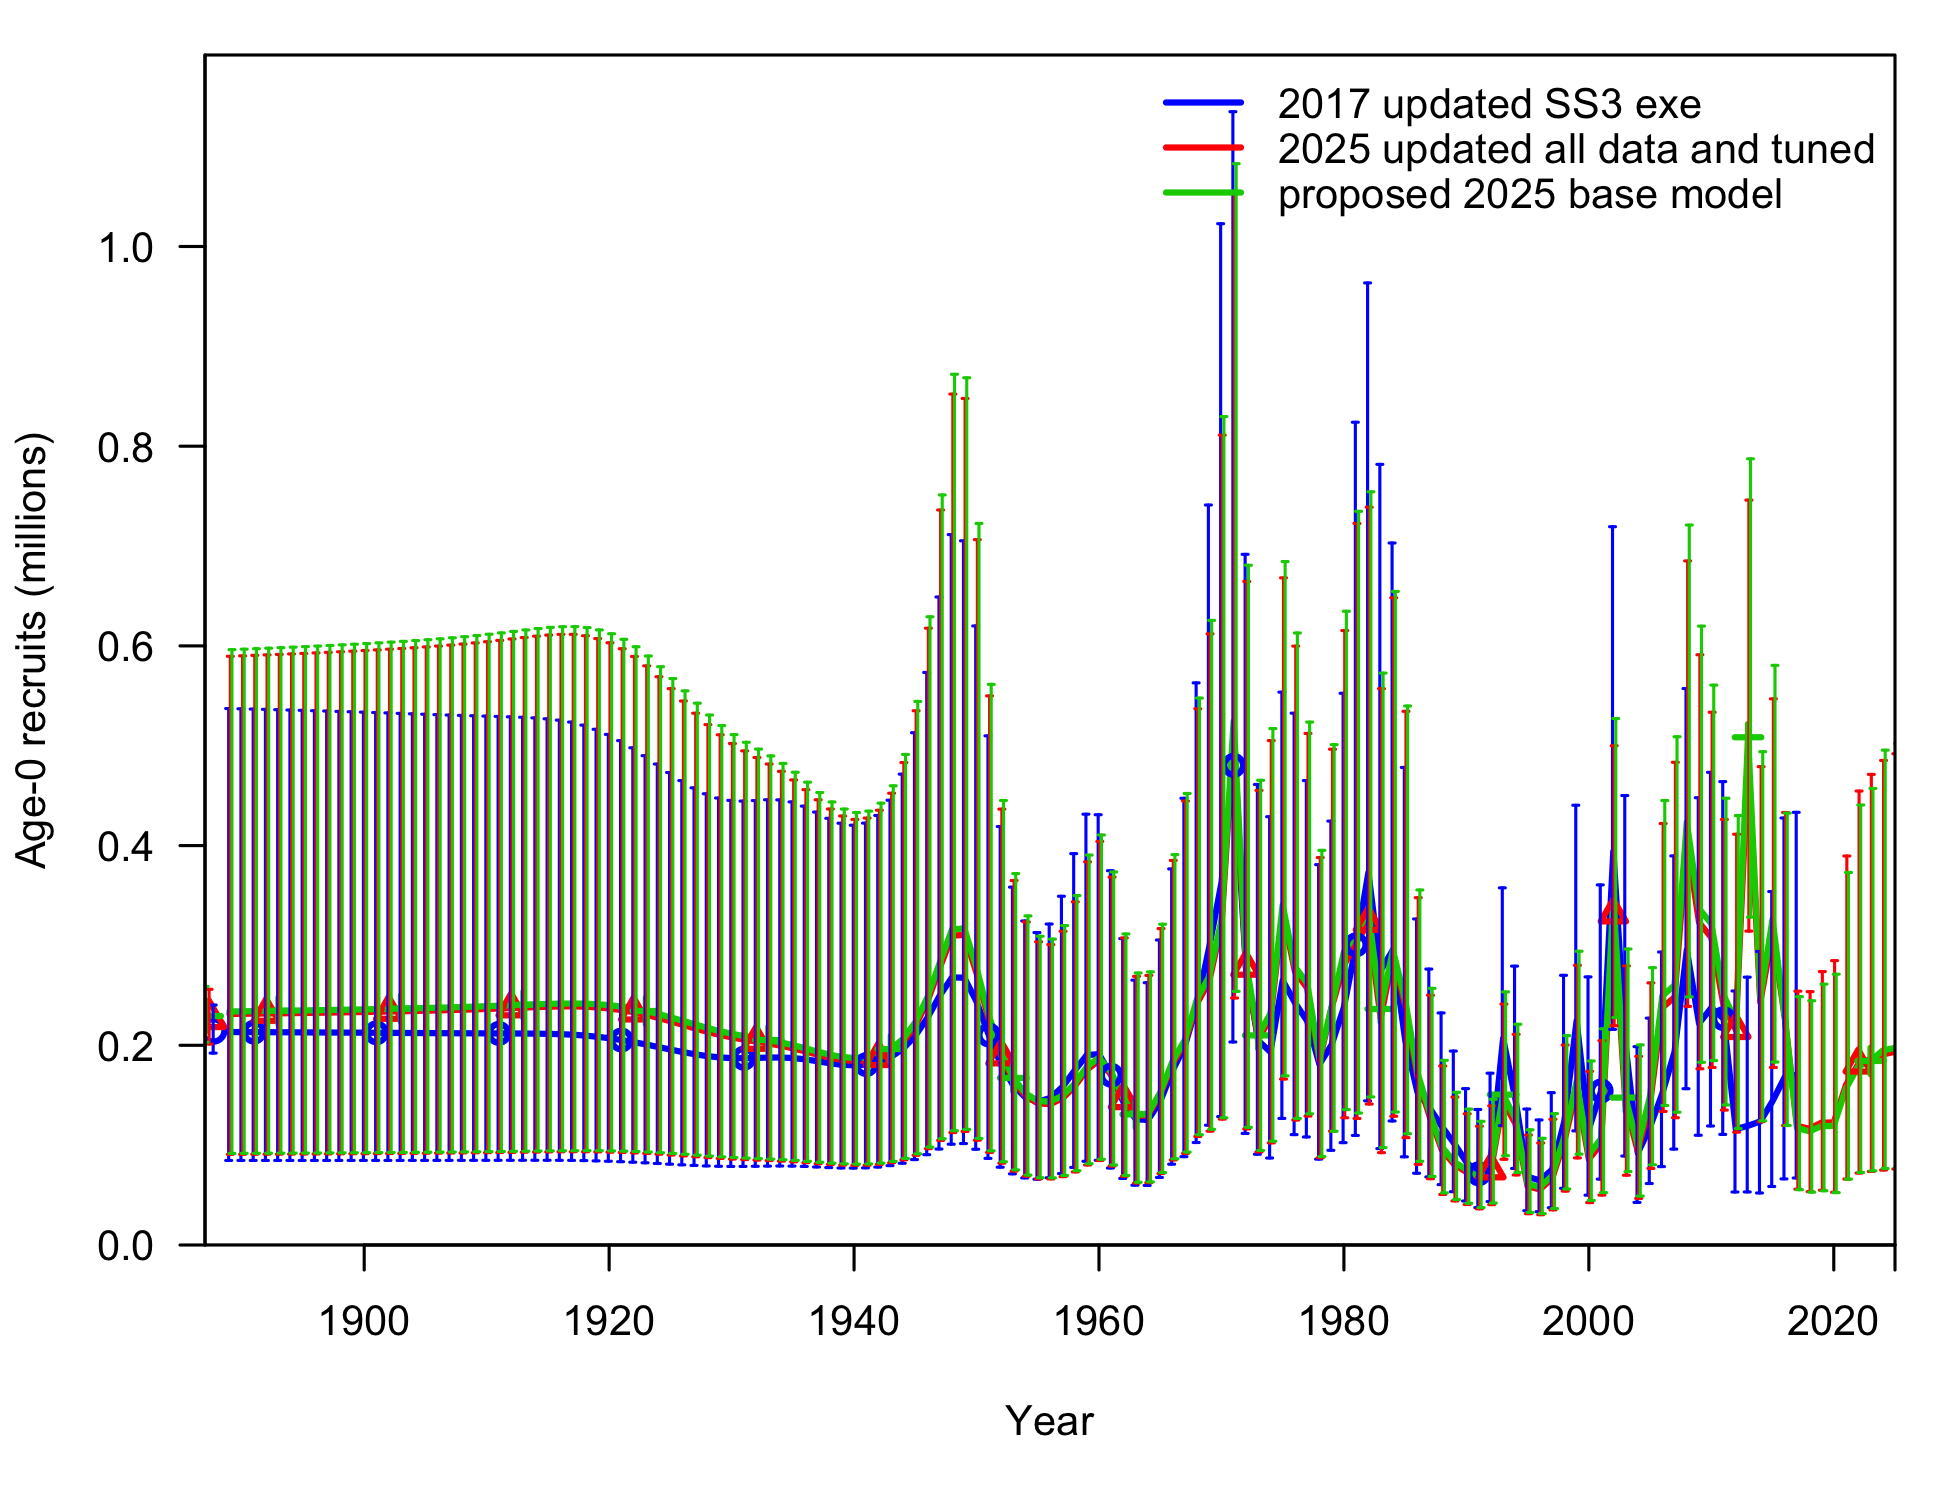 2017 updated SS3 exe
2025 updated all data and tuned
proposed 2025 base model
Age-0 recruits (millions)
1.0
0.8
0.6
0.4
0.2
0.0
1900 1920 1940 1960 1980 2000 2020
Year